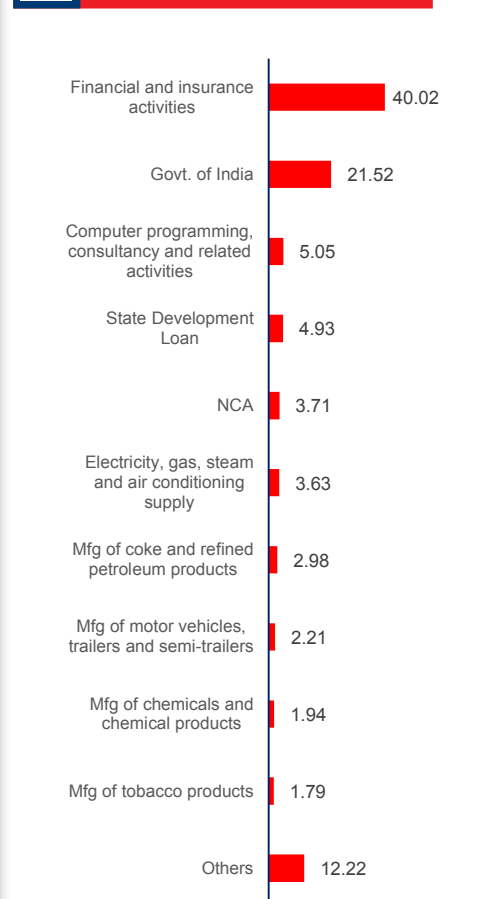 Financial and insurance
activities
40.02
Govt. of India
21.52
Computer programming,
consultancy and related
activities
5.05
State Development
Loan
4.93
NCA
3.71
Electricity, gas, steam
and air conditioning
supply
3.63
Mfg of coke and refined
petroleum products
2.98
Mfg of motor vehicles,
trailers and semi-trailers
2.21
Mfg of chemicals and
chemical products
1.94
Mfg of tobacco products
1.79
Others
12.22